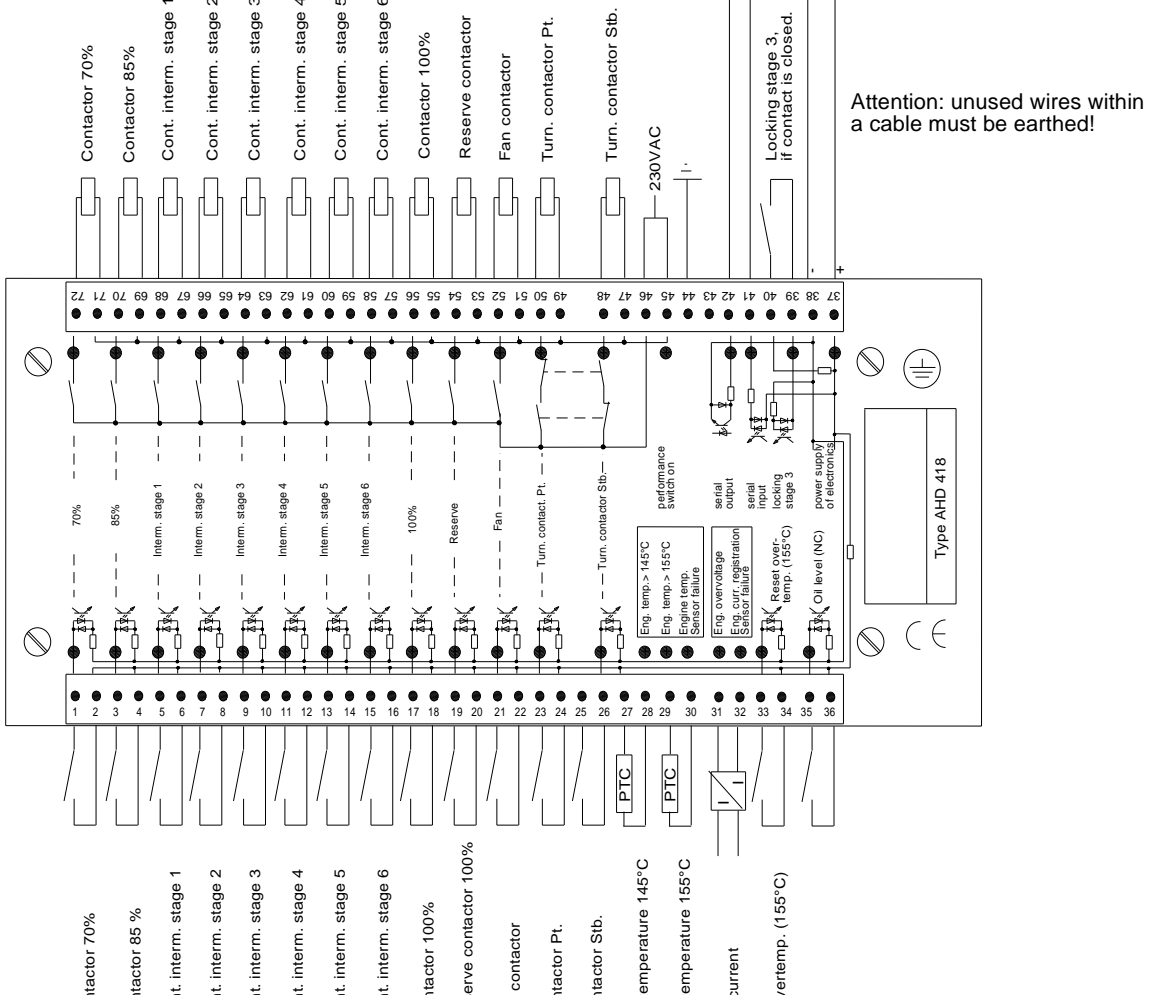 Contactor 70%
Contactor 85%
Cont. interm. stage 1
Cont. interm. stage 2
Cont. interm. stage 3
Cont. interm. stage 4
Cont. interm. stage 5
Cont. interm. stage 6
Contactor 100%
Reserve contactor
Fan contactor
Turn. contactor Pt.
Turn. contactor Stb.
230VAC
Locking stage 3,
if contact is closed.
Attention: unused wires within
a cable must be earthed!
- +
72 71 70 69 68 67 66 65 64 63 62 61 60 59 58 57 56 55 54 53 52 51 50 49 48 47 46 45 44 43 42 41 40 39 38 37
70%
85%
Interm. stage 1
Interm. stage 2
Interm. stage 3
Interm. stage 4
Interm. stage 5
Interm. stage 6
100%
Reserve
Fan
Turn. contact. Pt.
Turn. contactor Stb.
performance
switch on
serial
output
serial
input
locking
stage 3
power supply
of electronics
Eng. temp.> 145°C
Eng. temp.> 155°C
Engine temp.
Sensor failure
Eng. overvoltage
Eng. curr. registration
Sensor failure
Reset over-
temp. (155°C)
Oil level (NC)
Type AHD 418
CE
1 2 3 4 5 6 7 8 9 10 11 12 13 14 15 16 17 18 19 20 21 22 23 24 25 26 27 28 29 30 31 32 33 34 35 36
PTC
PTC
I
I
ntactor 70%
ntactor 85 %
nt. interm. stage 1
nt. interm. stage 2
nt. interm. stage 3
nt. interm. stage 4
nt. interm. stage 5
nt. interm. stage 6
ntactor 100%
serve contactor 100%
contactor
ntactor Pt.
ntactor Stb.
emperature 145°C
emperature 155°C
current
vertemp. (155°C)